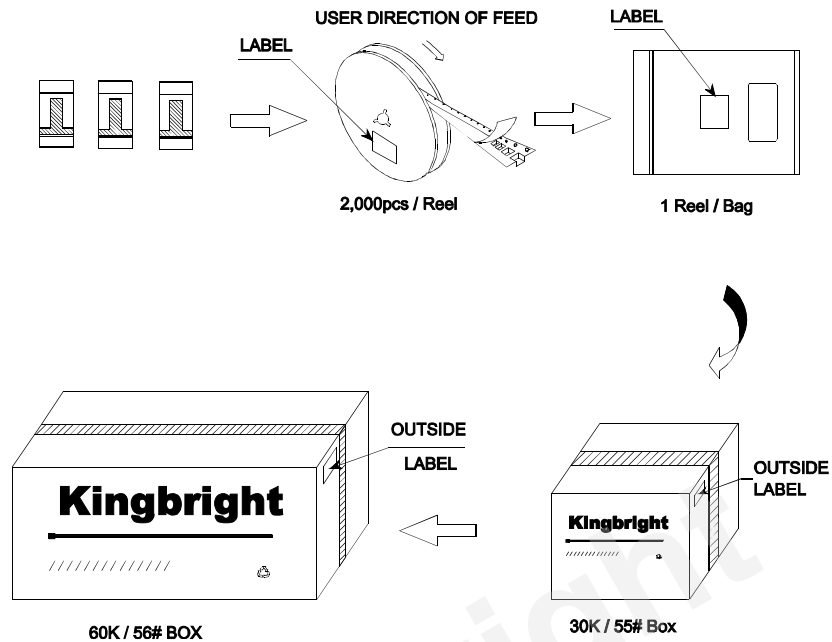 USER DIRECTION OF FEED
LABEL
LABEL
2,000pcs / Reel
1 Reel / Bag
OUTSIDE
LABEL
Kingbright
60K / 56# BOX
OUTSIDE
LABEL
Kingbright
30K / 55# Box
right